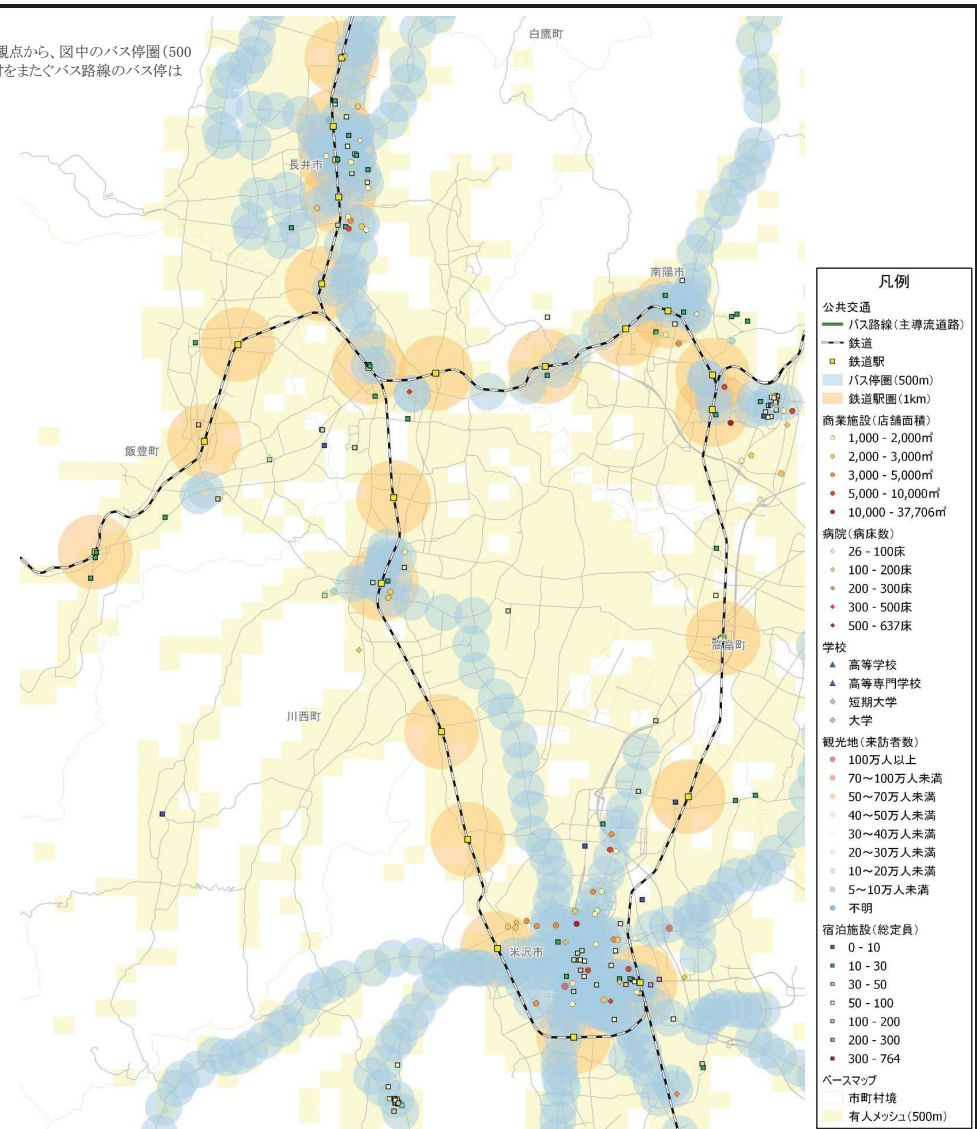 観点から、図中のバス停圏(500
村をまたぐバス路線のバス停は
白鷹町
長井市
南陽市
飯豊町
高畠町
川西町
米沢市
凡例
公共交通
バス路線(主導流道路)
鉄道
鉄道駅
バス停圏(500m)
鉄道駅圏(1km)
商業施設(店舗面積)
1,000 - 2,000㎡
2,000 - 3,000㎡
3,000 - 5,000㎡
5,000 - 10,000㎡
10,000 - 37,706㎡
病院(病床数)
26 - 100床
100 - 200床
200 - 300床
300 - 500床
500 - 637床
学校
高等学校
高等専門学校
短期大学
大学
観光地(来訪者数)
100万人以上
70～100万人未満
50～70万人未満
40～50万人未満
30～40万人未満
20～30万人未満
10～20万人未満
5～10万人未満
不明
宿泊施設(総定員)
0 - 10
10 - 30
30 - 50
50 - 100
100 - 200
200 - 300
300 - 764
ベースマップ
市町村境
有人メッシュ(500m)